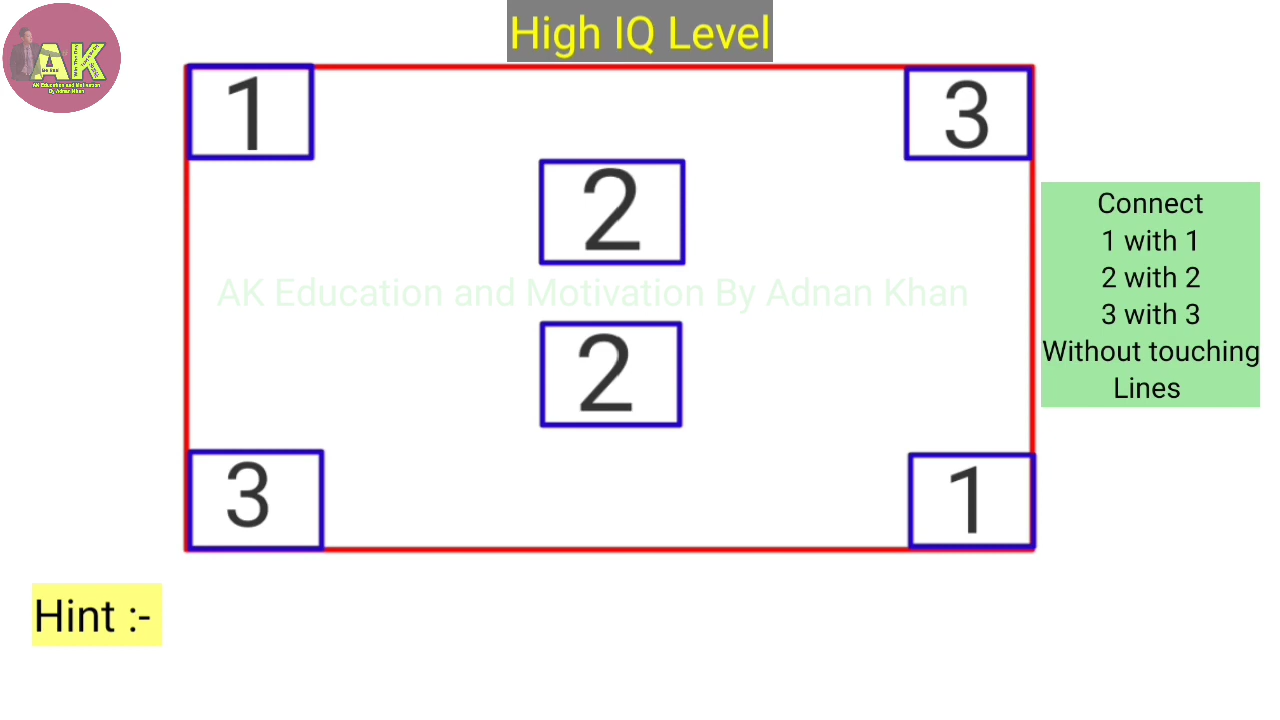 High IQ Level
AK
AK Education and Motivation
By Adnan Khan
1
3
2
AK Education and Motivation By Adnan Khan
2
3
1
Connect
1 with 1
2 with 2
3 with 3
Without touching
Lines
Hint :-